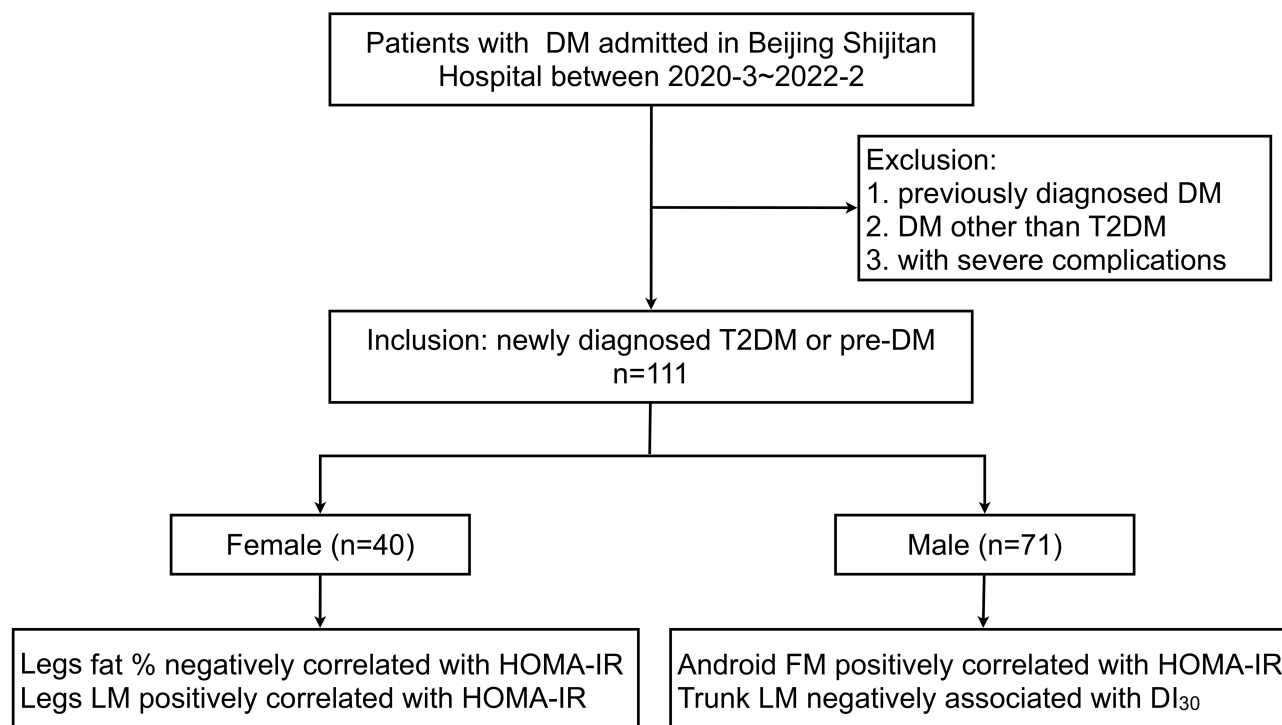 Patients with DM admitted in Beijing Shijitan
Hospital between 2020-3~2022-2
Exclusion:
1. previously diagnosed DM
2. DM other than T2DM
3. with severe complications
Inclusion: newly diagnosed T2DM or pre-DM
n=111
Female (n=40)
Male (n=71)
Legs fat % negatively correlated with HOMA-IR
Legs LM positively correlated with HOMA-IR
Android FM positively correlated with HOMA-IR
Trunk LM negatively associated with DI₃₀